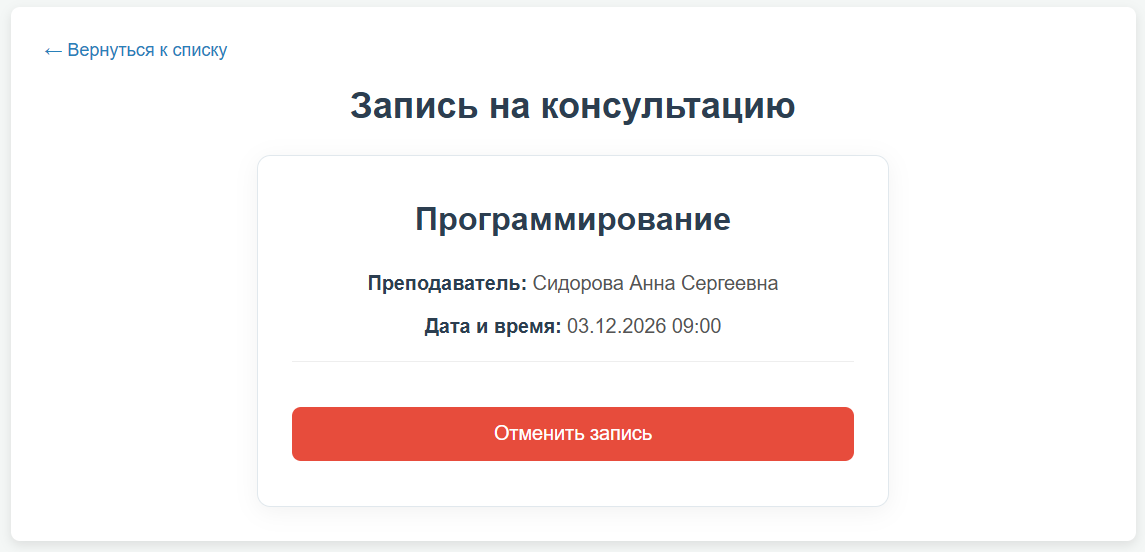 ← Вернуться к списку
Запись на консультацию
Программирование
Преподаватель: Сидорова Анна Сергеевна
Дата и время: 03.12.2026 09:00
Отменить запись